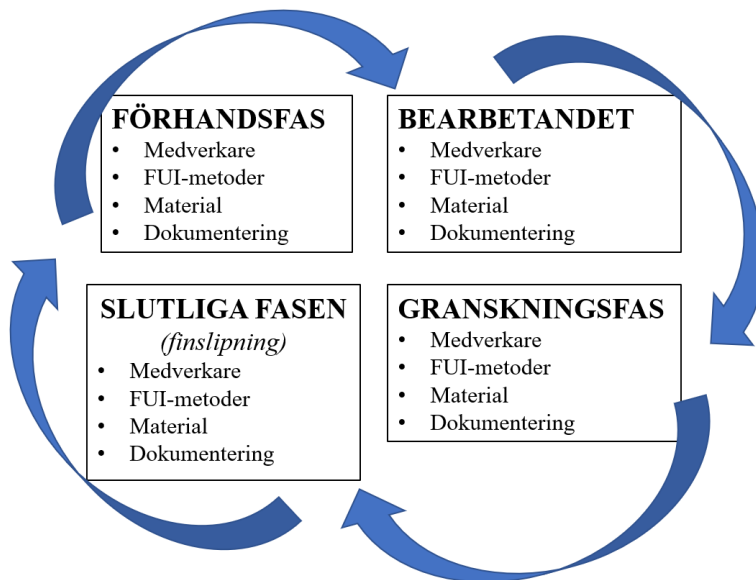 FÖRHANDSFAS
• Medverkare
• FUI-metoder
• Material
• Dokumentering
BEARBETANDET
• Medverkare
• FUI-metoder
• Material
• Dokumentering
SLUTLIGA FASEN
(finslipning)
• Medverkare
• FUI-metoder
• Material
• Dokumentering
GRANSKNINGSFAS
• Medverkare
• FUI-metoder
• Material
• Dokumentering